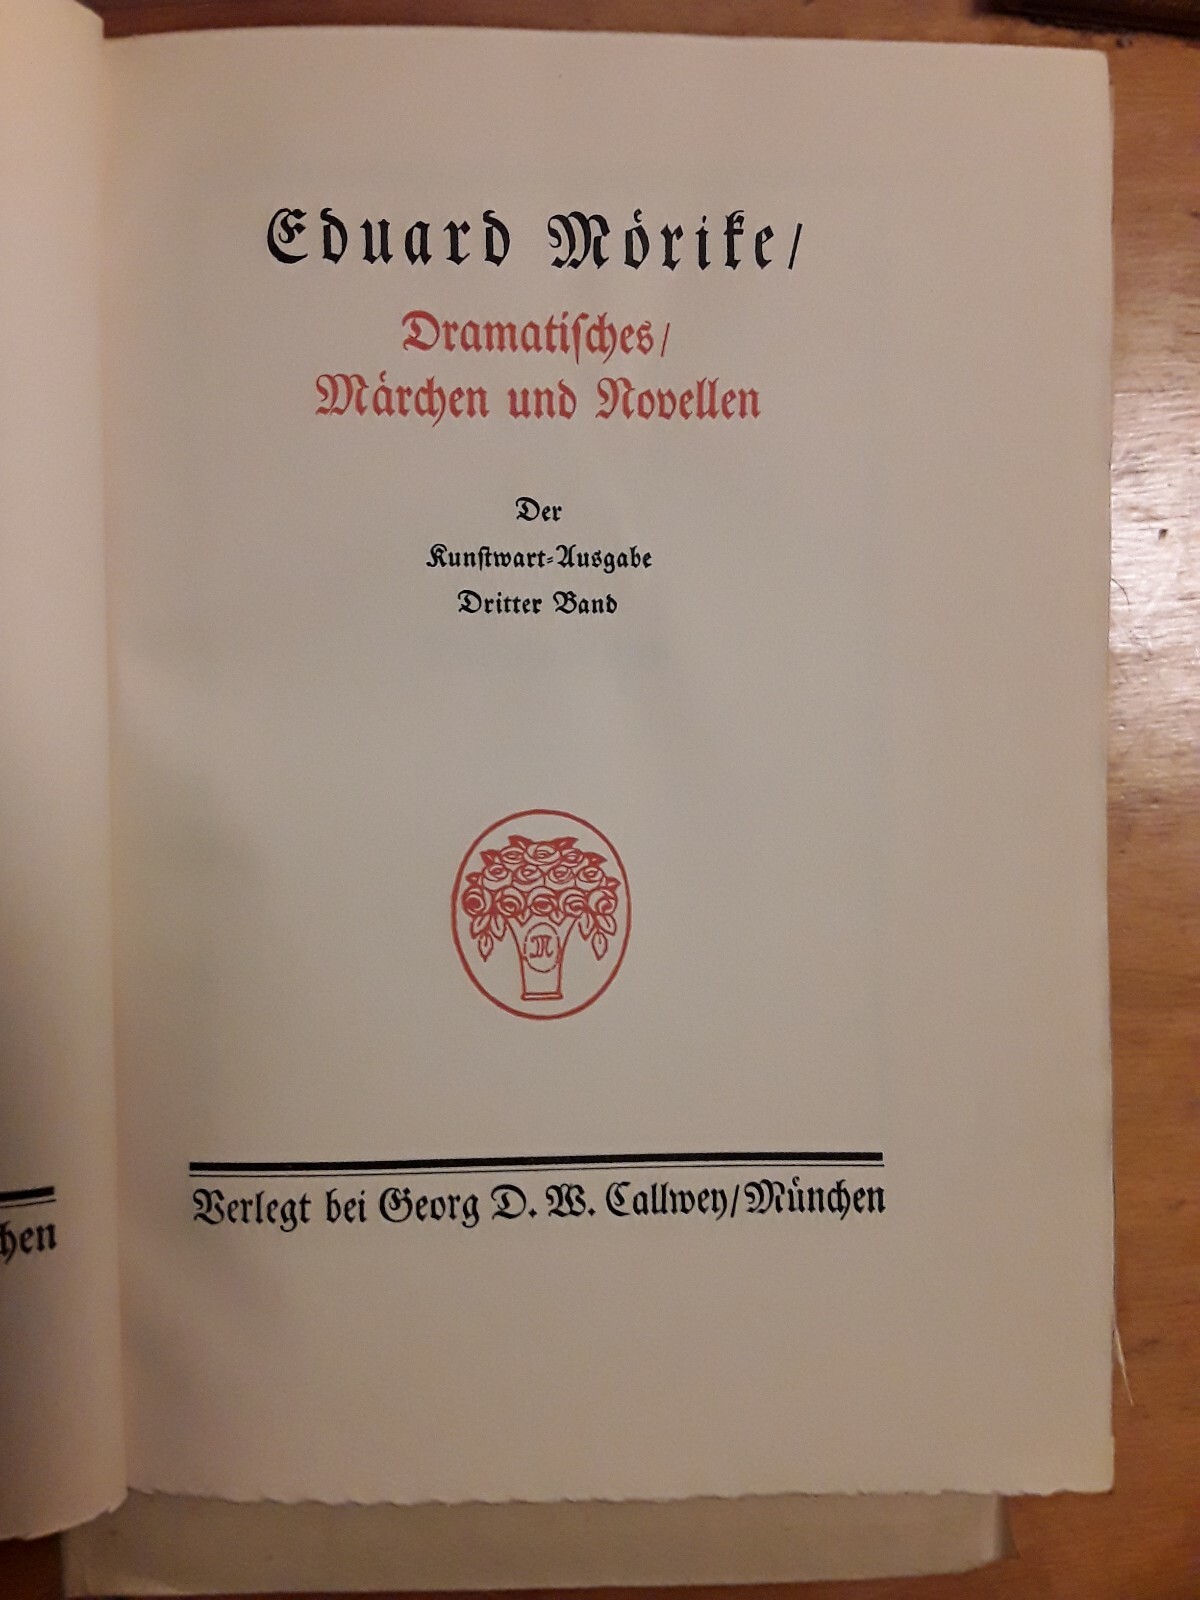 Eduard Mörike/
Dramatisches/
Märchen und Novellen
Der
Kunstwart-Ausgabe
Dritter Band
M
Verlegt bei Georg D. W. Callwey/München
hen